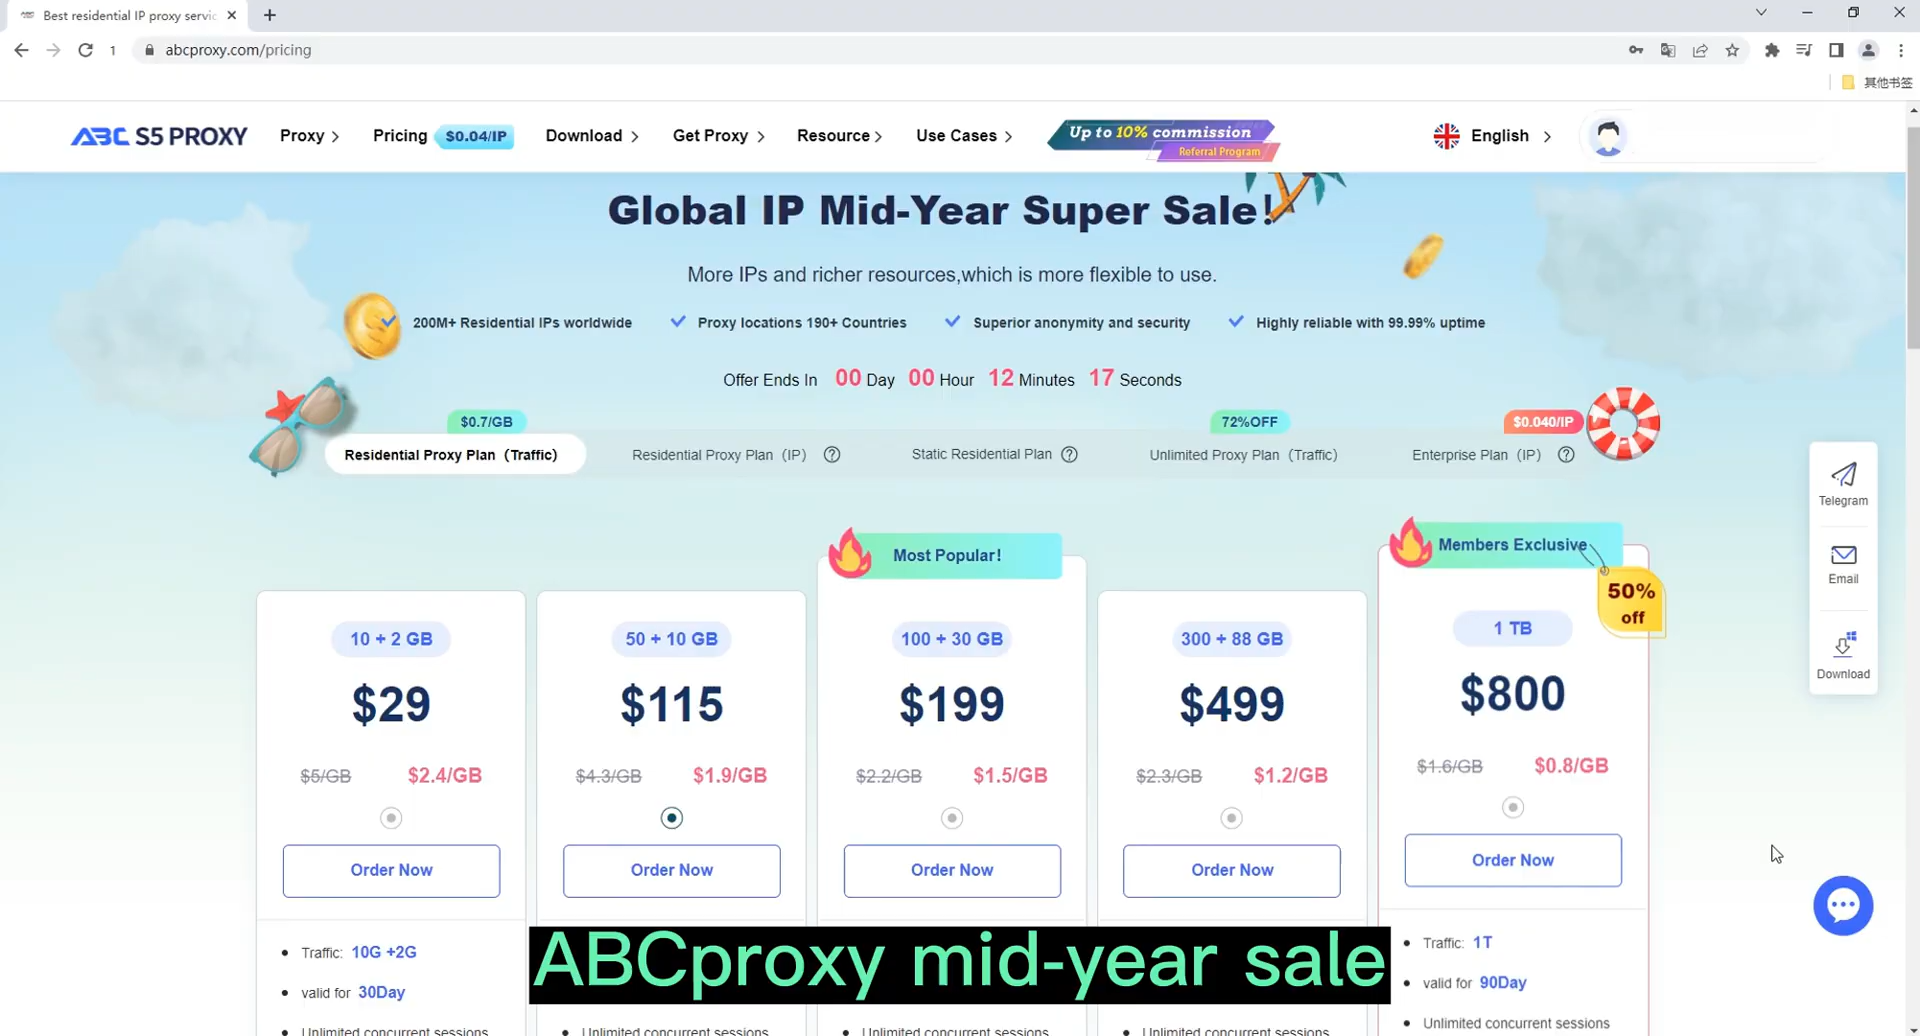 Best residential IP proxy servic
1
abcproxy.com/pricing
其他书签
ABC S5 PROXY
Proxy
Pricing
$0.04/IP
Download
Get Proxy
Resource
Use Cases
Up to 10% commission
Referral Program
English
Global IP Mid-Year Super Sale!
More IPs and richer resources,which is more flexible to use.
200M+ Residential IPs worldwide
Proxy locations 190+ Countries
Superior anonymity and security
Highly reliable with 99.99% uptime
Offer Ends In 00 Day 00 Hour 12 Minutes 17 Seconds
$0.7/GB
72%OFF
$0.040/IP
Residential Proxy Plan（Traffic）
Residential Proxy Plan（IP）
Static Residential Plan
Unlimited Proxy Plan（Traffic）
Enterprise Plan（IP）
Telegram
Email
Download
10 + 2 GB
$29
$5/GB $2.4/GB
Order Now
Traffic: 10G +2G
valid for 30Day
Unlimited concurrent sessions
50 + 10 GB
$115
$4.3/GB $1.9/GB
Order Now
Unlimited concurrent sessions
Most Popular!
100 + 30 GB
$199
$2.2/GB $1.5/GB
Order Now
Unlimited concurrent sessions
300 + 88 GB
$499
$2.3/GB $1.2/GB
Order Now
Unlimited concurrent sessions
Members Exclusive
50%
off
1 TB
$800
$1.6/GB $0.8/GB
Order Now
Traffic: 1T
valid for 90Day
Unlimited concurrent sessions
ABCproxy mid-year sale